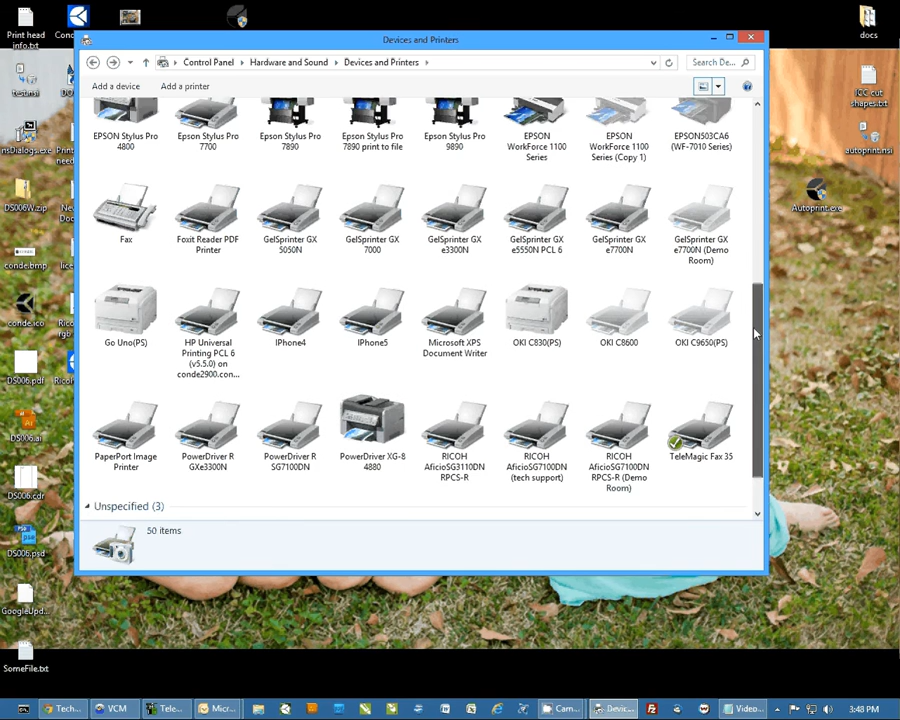 Print head
info.txt
docs
Devices and Printers
Control Panel
Hardware and Sound
Devices and Printers
Search De...
Add a device
Add a printer
EPSON Stylus Pro
4800
Epson Stylus Pro
7700
Epson Stylus Pro
7890
Epson Stylus Pro
7890 print to file
Epson Stylus Pro
9890
EPSON
WorkForce 1100
Series
EPSON
WorkForce 1100
Series (Copy 1)
EPSON503CA6
(WF-7010 Series)
Fax
Foxit Reader PDF
Printer
GelSprinter GX
5050N
GelSprinter GX
7000
GelSprinter GX
e3300N
GelSprinter GX
e5550N PCL 6
GelSprinter GX
e7700N
GelSprinter GX
e7700N (Demo
Room)
Go Uno(PS)
HP Universal
Printing PCL 6
(v5.5.0) on
conde2900.con...
IPhone4
IPhone5
Microsoft XPS
Document Writer
OKI C830(PS)
OKI C8600
OKI C9650(PS)
PaperPort Image
Printer
PowerDriver R
GXe3300N
PowerDriver R
SG7100DN
PowerDriver XG-8
4880
RICOH
AficioSG3110DN
RPCS-R
RICOH
AficioSG7100DN
(tech support)
RICOH
AficioSG7100DN
RPCS-R (Demo
Room)
TeleMagic Fax 35
Unspecified (3)
50 items
nsDialogs.exe
DS006W.zip
conde.bmp
conde.ico
DS006.pdf
DS006.ai
DS006.cdr
DS006.psd
GoogleUpd...
SomeFile.txt
ICC cut
shapes.txt
autoprint.nsi
Autoprint.exe
Tech...
VCM
Tele...
Micr...
Cam...
Devic...
Video...
3:48 PM